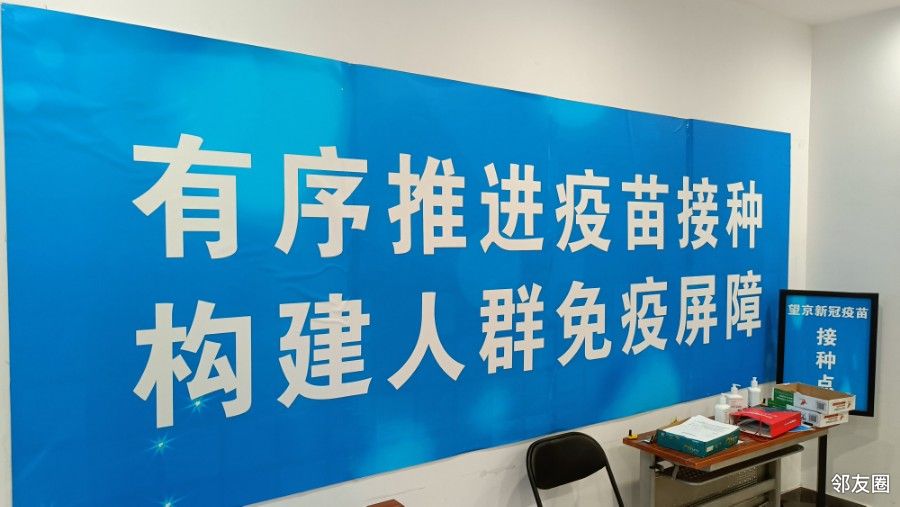 有序推进疫苗接种
构建人群免疫屏障
望京新冠疫苗
接种点
邻友圈